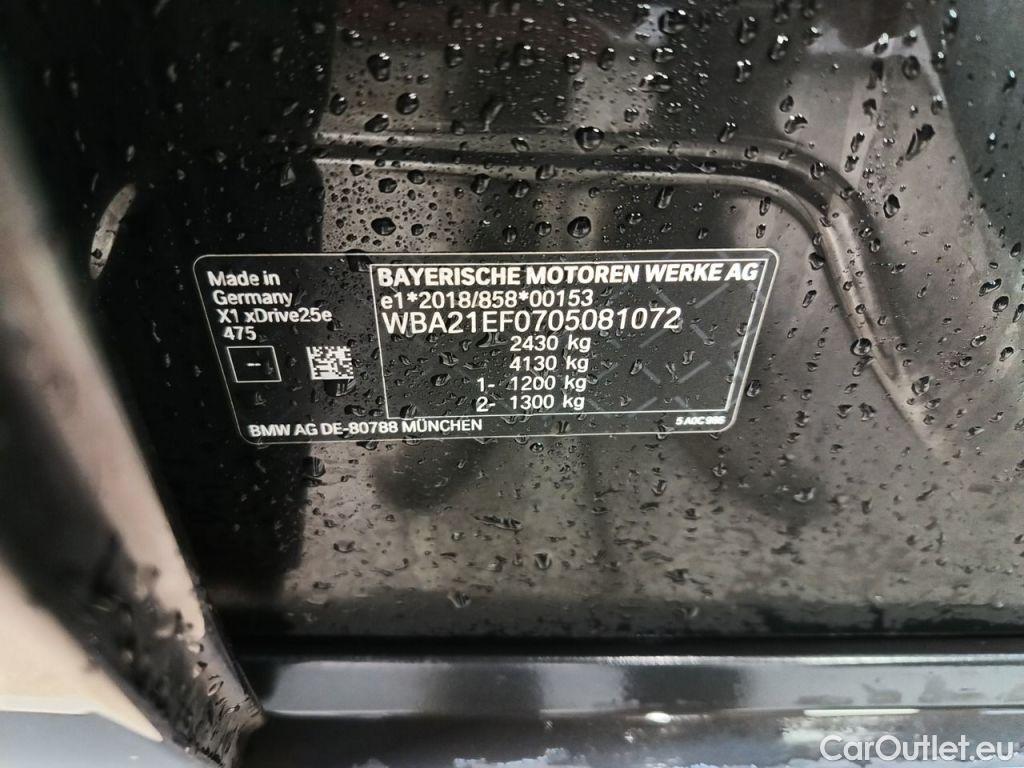 Made in
Germany
X1 xDrive25e
475
--
BAYERISCHE MOTOREN WERKE AG
e1*2018/858*00153
WBA21EF0705081072
2430 kg
4130 kg
1- 1200 kg
2- 1300 kg
BMW AG DE-80788 MÜNCHEN
CarOutlet.eu